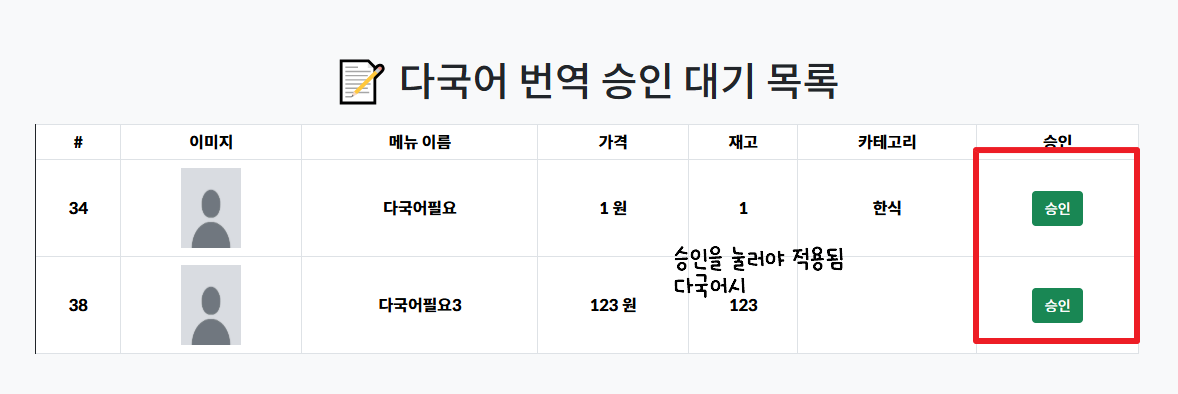 📝 다국어 번역 승인 대기 목록
# 이미지 메뉴 이름 가격 재고 카테고리 승인
34 다국어필요 1 원 1 한식 승인
승인을 눌러야 적용됨
다국어시
38 다국어필요3 123 원 123 승인